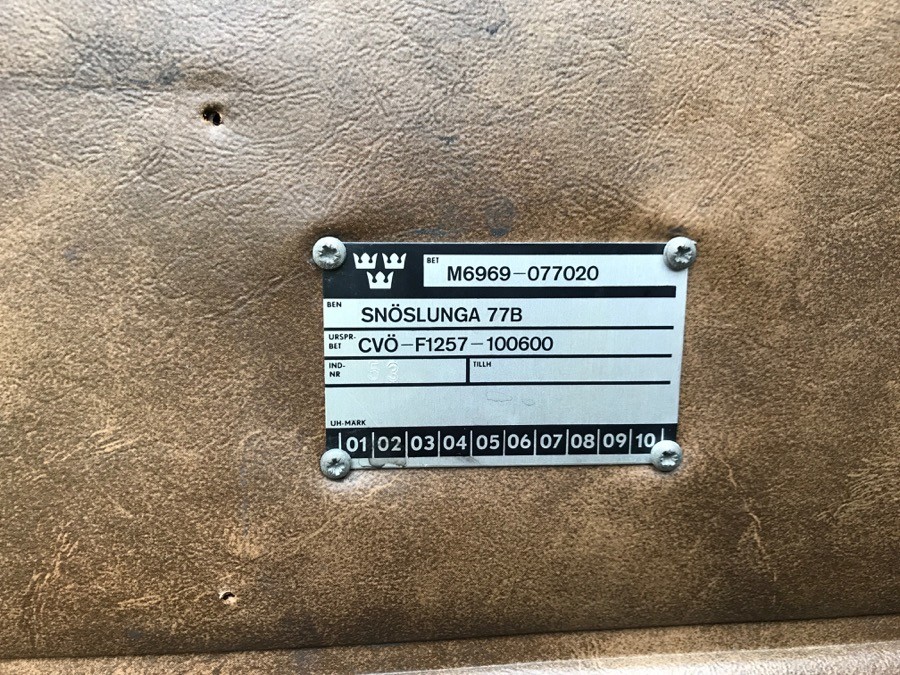 BET
M6969-077020
BEN
SNÖSLUNGA 77B
URSPR-
BET CVÖ-F1257-100600
IND-
NR
TILLH
UH-MÄRK
01 02 03 04 05 06 07 08 09 10